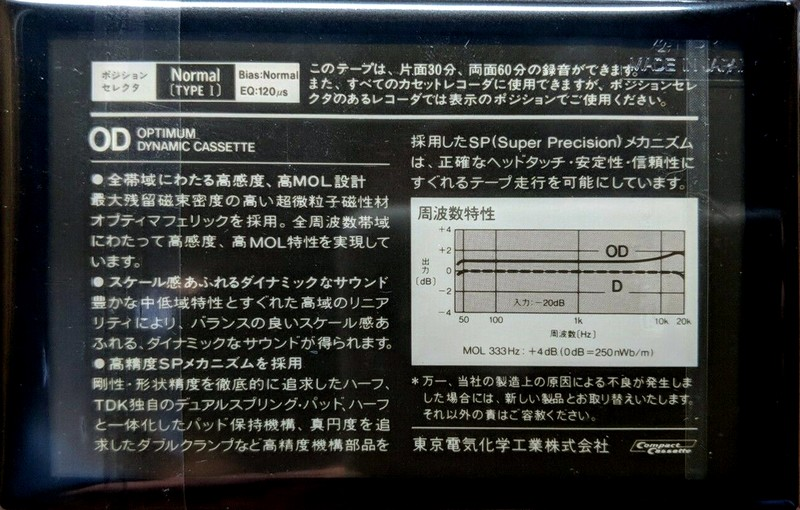 MADE IN JAPAN
ポジション
セレクタ
Normal
(TYPE I)
Bias:Normal
EQ:120μs
このテープは、片面30分、両面60分の録音ができます。
また、すべてのカセットレコーダに使用できますが、ポジションセレ
クタのあるレコーダでは表示のポジションでご使用ください。
OD OPTIMUM
DYNAMIC CASSETTE
●全帯域にわたる高感度、高MOL設計
最大残留磁束密度の高い超微粒子磁性材
オプティマフェリックを採用。全周波数帯域
にわたって高感度、高MOL特性を実現して
います。
●スケール感あふれるダイナミックなサウンド
豊かな中低域特性とすぐれた高域のリニア
リティにより、バランスの良いスケール感あ
ふれる、ダイナミックなサウンドが得られます。
●高精度SPメカニズムを採用
剛性・形状精度を徹底的に追求したハーフ、
TDK独自のデュアルスプリング・パッド、ハーフ
と一体化したパッド保持機構、真円度を追
求したダブルクランプなど高精度機構部品を
採用したSP(Super Precision)メカニズム
は、正確なヘッドタッチ・安定性・信頼性に
すぐれるテープ走行を可能にしています。
周波数特性
+4
+2
0
−2
−4
出力
(dB)
OD
D
入力:−20dB
50 100 1k 10k 20k
周波数(Hz)
MOL 333Hz:+4dB(0dB=250nWb/m)
*万一、当社の製造上の原因による不良が発生しま
した場合には、新しい製品とお取り替えいたします。
それ以外の責はご容赦ください。
東京電気化学工業株式会社
Compact
Cassette